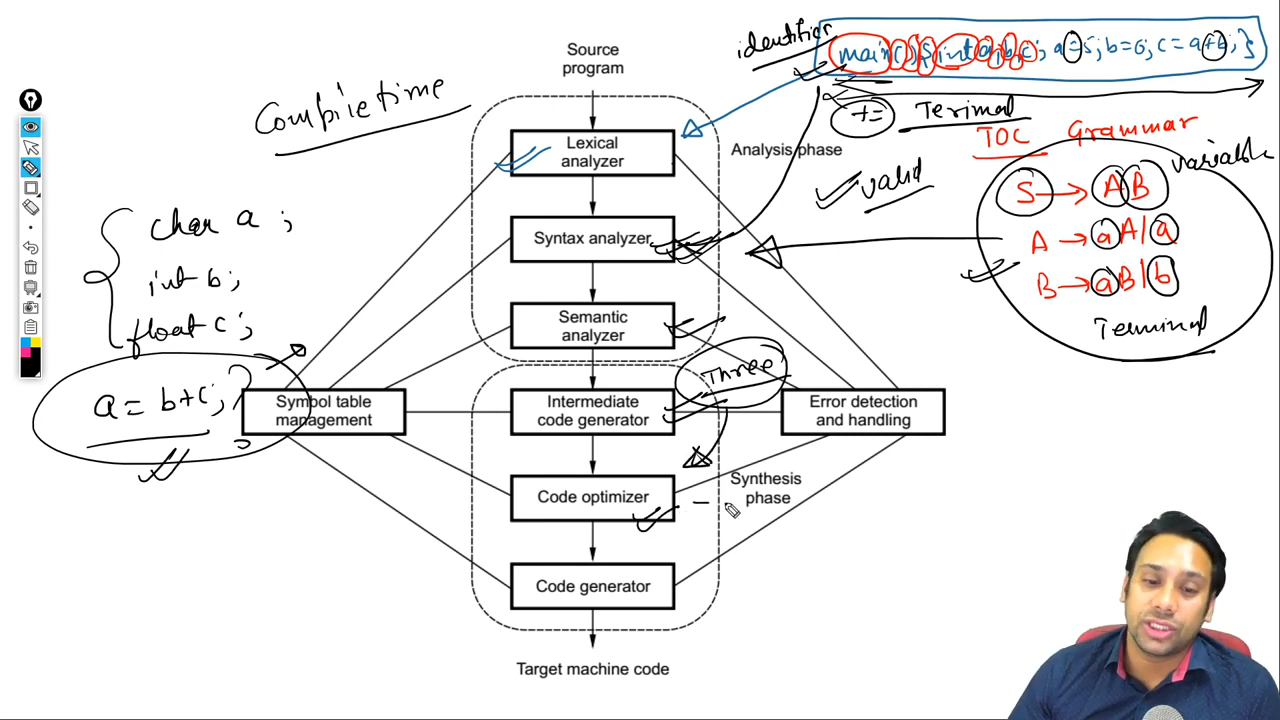 identifier
main(){int a,b,c; a=5;b=6;c=a+b;}
Source
program
Compile time
+=
Terimal
TOC Grammar
Variable
Lexical
analyzer
Analysis phase
valid
S → AB
char a ;
Syntax analyzer
A → aA/a
int b;
B → aB/b
float c;
Terminal
Semantic
analyzer
Three
a = b+c;
Symbol table
management
Intermediate
code generator
Error detection
and handling
Code optimizer
Synthesis
phase
Code generator
Target machine code